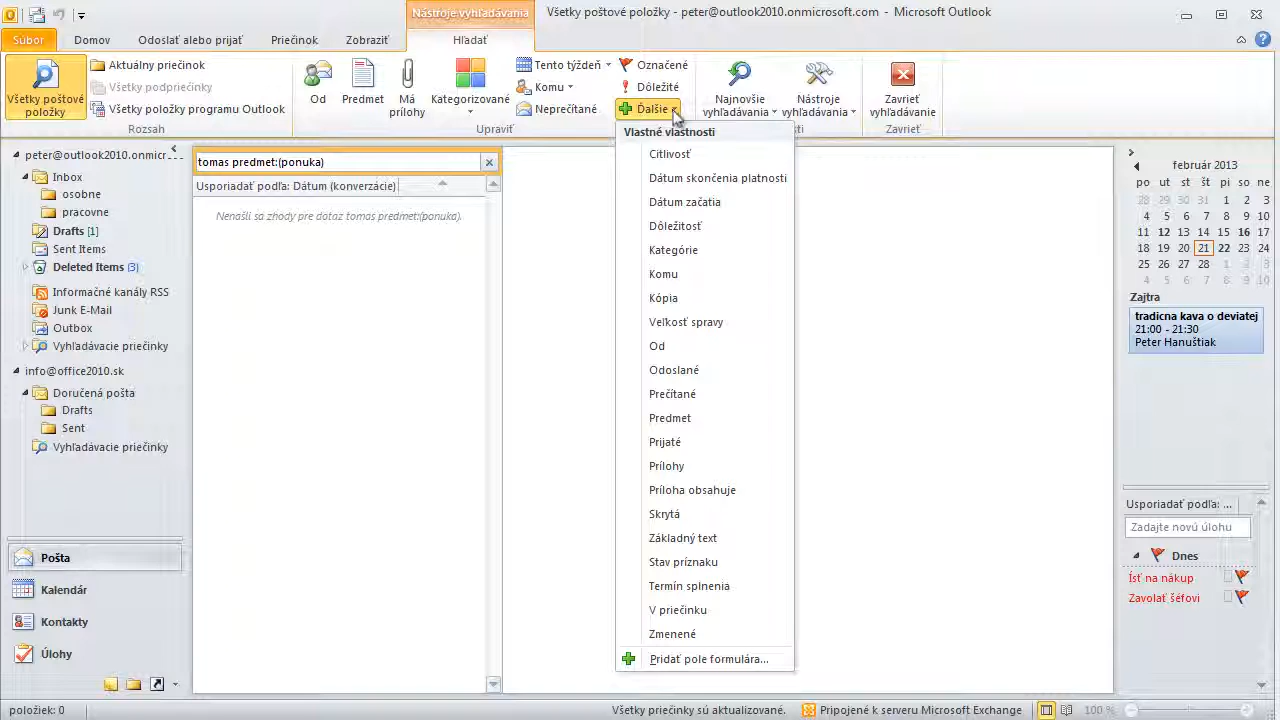 Nástroje vyhľadávania
Všetky poštové položky - peter@outlook2010.onmicrosoft.com - Microsoft Outlook
Súbor
Domov
Odoslať alebo prijať
Priečinok
Zobraziť
Hľadať
Všetky poštové
položky
Aktuálny priečinok
Všetky podpriečinky
Všetky položky programu Outlook
Rozsah
Od
Predmet
Má
prílohy
Kategorizované
Tento týždeň
Komu
Neprečítané
Označené
Dôležité
Ďalšie
Upraviť
Najnovšie
vyhľadávania
Nástroje
vyhľadávania
ti
Zavrieť
vyhľadávanie
Zavrieť
peter@outlook2010.onmicr...
Inbox
osobne
pracovne
Drafts [1]
Sent Items
Deleted Items (3)
Informačné kanály RSS
Junk E-Mail
Outbox
Vyhľadávacie priečinky
info@office2010.sk
Doručená pošta
Drafts
Sent
Vyhľadávacie priečinky
Pošta
Kalendár
Kontakty
Úlohy
tomas predmet:(ponuka)
Usporiadať podľa: Dátum (konverzácie)
Nenašli sa zhody pre dotaz tomas predmet:(ponuka).
Vlastné vlastnosti
Citlivosť
Dátum skončenia platnosti
Dátum začatia
Dôležitosť
Kategórie
Komu
Kópia
Veľkosť spravy
Od
Odoslané
Prečítané
Predmet
Prijaté
Prílohy
Príloha obsahuje
Skrytá
Základný text
Stav príznaku
Termín splnenia
V priečinku
Zmenené
Pridať pole formulára...
február 2013
po ut st št pi so ne
28 29 30 31 1 2 3
4 5 6 7 8 9 10
11 12 13 14 15 16 17
18 19 20 21 22 23 24
25 26 27 28 1 2 3
4 5 6 7 8 9 10
Zajtra
tradicna kava o deviatej
21:00 - 21:30
Peter Hanuštiak
Usporiadať podľa: ...
Zadajte novú úlohu
Dnes
Ísť na nákup
Zavolať šéfovi
položiek: 0
Všetky priečinky sú aktualizované.
Pripojené k serveru Microsoft Exchange
100 %